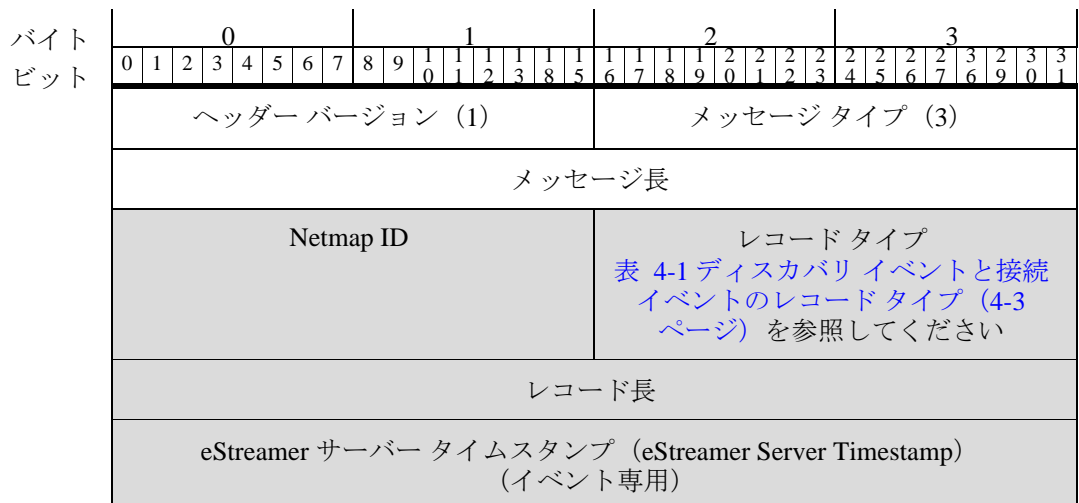 バイト 0 1 2 3
ビット 0 1 2 3 4 5 6 7 8 9 10 11 12 13 18 15 16 17 18 19 20 21 22 23 24 25 26 27 36 29 30 31
ヘッダー バージョン（1） メッセージ タイプ（3）
メッセージ長
Netmap ID レコード タイプ
表 4-1 ディスカバリ イベントと接続
イベントのレコード タイプ（4-3
ページ）を参照してください
レコード長
eStreamer サーバー タイムスタンプ（eStreamer Server Timestamp）
（イベント専用）